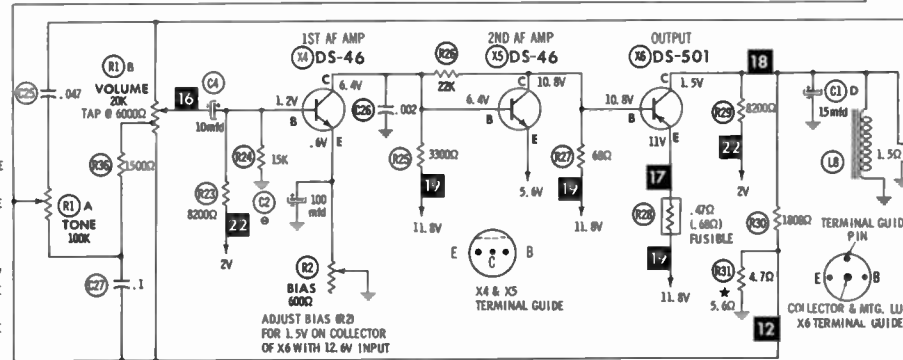 1ST AF AMP
X4 DS-46
2ND AF AMP
X5 DS-46
OUTPUT
X6 DS-501
C25
.047
R1 B
VOLUME
20K
TAP @ 6000Ω
16
C4
10mfd
1.2V
B
C
6.4V
.6V
E
R26
22K
C26
.002
6.4V
B
C
10.8V
E
10.8V
B
C
1.5V
11V
E
18
R29
8200Ω
22
2V
C1 D
15mfd
L8
1.5Ω
R36
1500Ω
R24
15K
R23
8200Ω
22
2V
C2
100
mfd
R25
3300Ω
19
11.8V
5.6V
R27
68Ω
19
11.8V
17
R28
.47Ω
(.68Ω)
FUSIBLE
19
11.8V
R30
1808Ω
R1 A
TONE
100K
C27
.1
R2
BIAS
600Ω
ADJUST BIAS (R2)
FOR 1.5V ON COLLECTOR
OF X6 WITH 12.6V INPUT
E
C
B
X4 & X5
TERMINAL GUIDE
R31
4.7Ω
★
5.6Ω
12
TERMINAL GUIDE
PIN
E
B
COLLECTOR & MTG. LU
X6 TERMINAL GUIDE